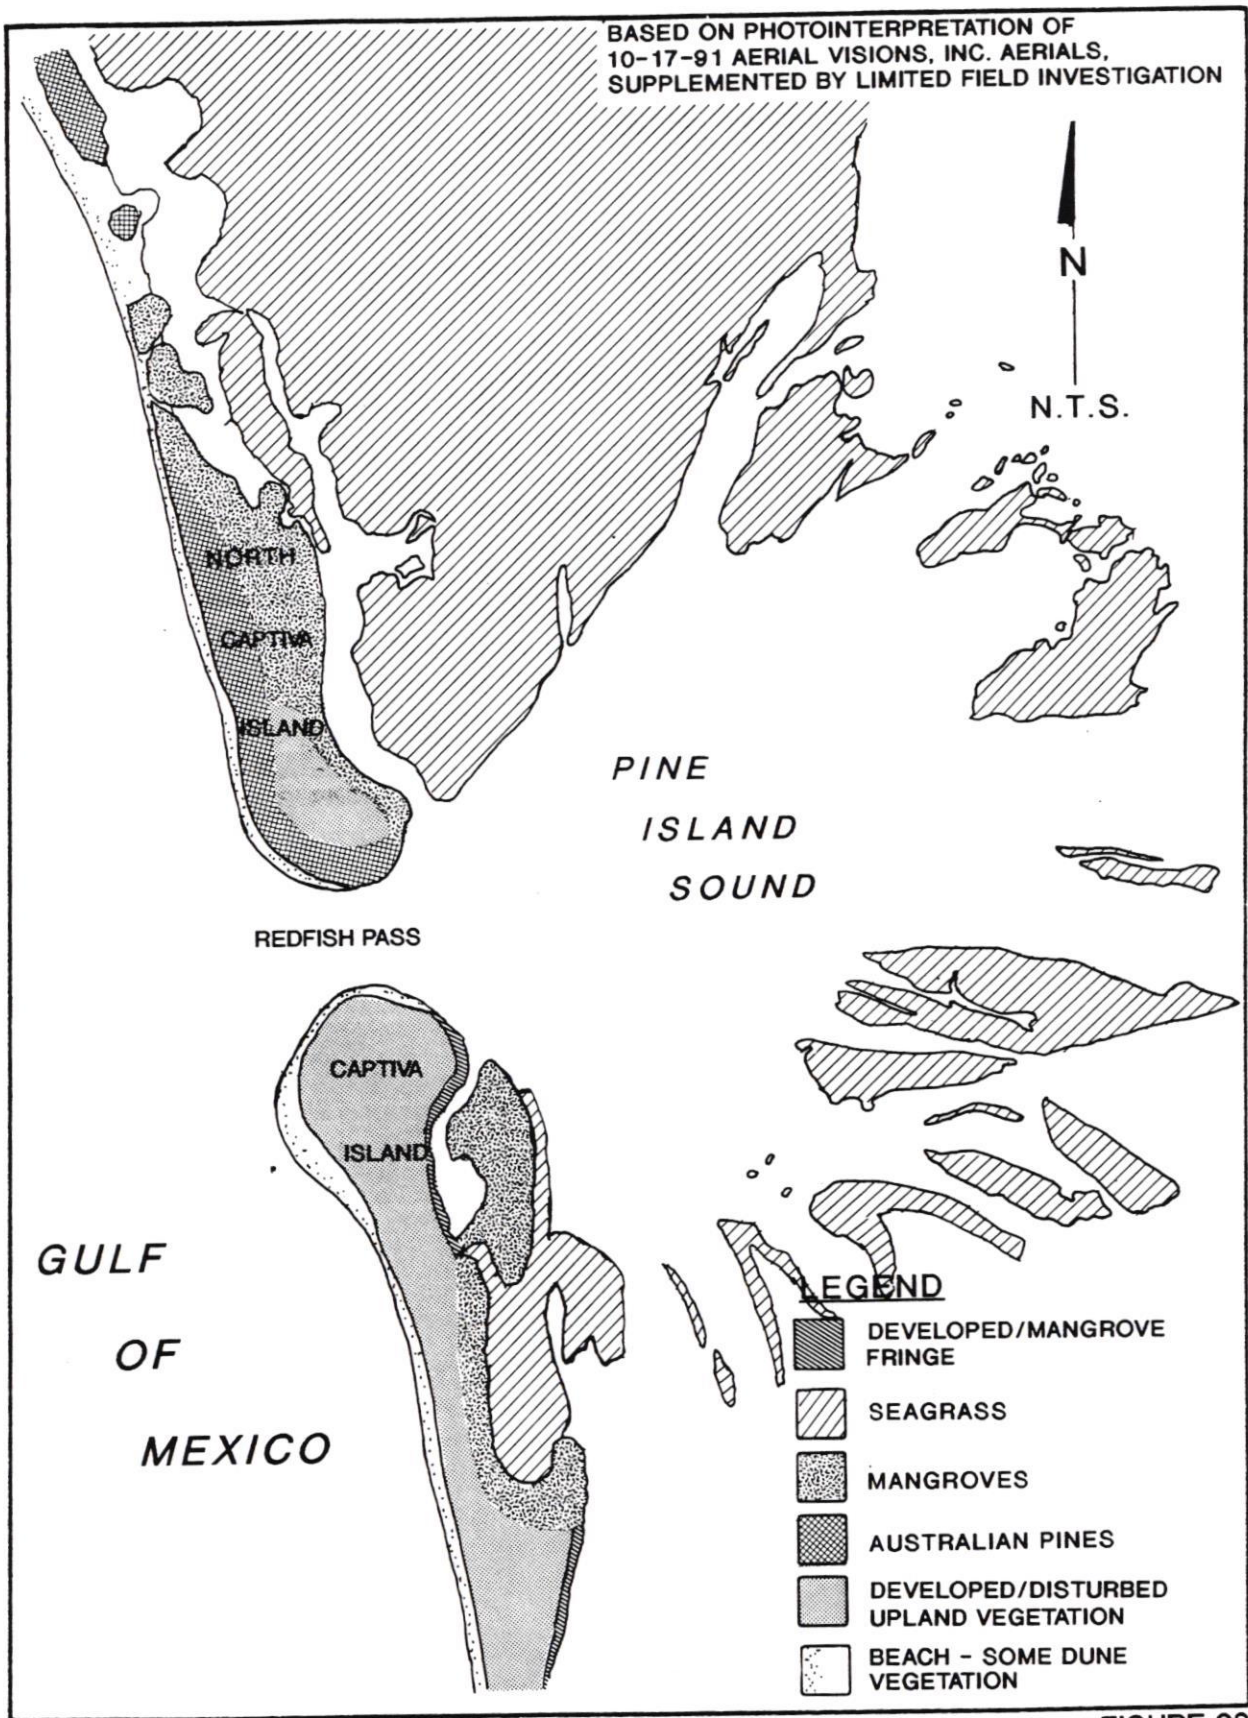 BASED ON PHOTOINTERPRETATION OF
10-17-91 AERIAL VISIONS, INC. AERIALS,
SUPPLEMENTED BY LIMITED FIELD INVESTIGATION
N
N.T.S.
NORTH
CAPTIVA
ISLAND
PINE
ISLAND
SOUND
REDFISH PASS
CAPTIVA
ISLAND
GULF
OF
MEXICO
LEGEND
DEVELOPED/MANGROVE
FRINGE
SEAGRASS
MANGROVES
AUSTRALIAN PINES
DEVELOPED/DISTURBED
UPLAND VEGETATION
BEACH - SOME DUNE
VEGETATION
FIGURE